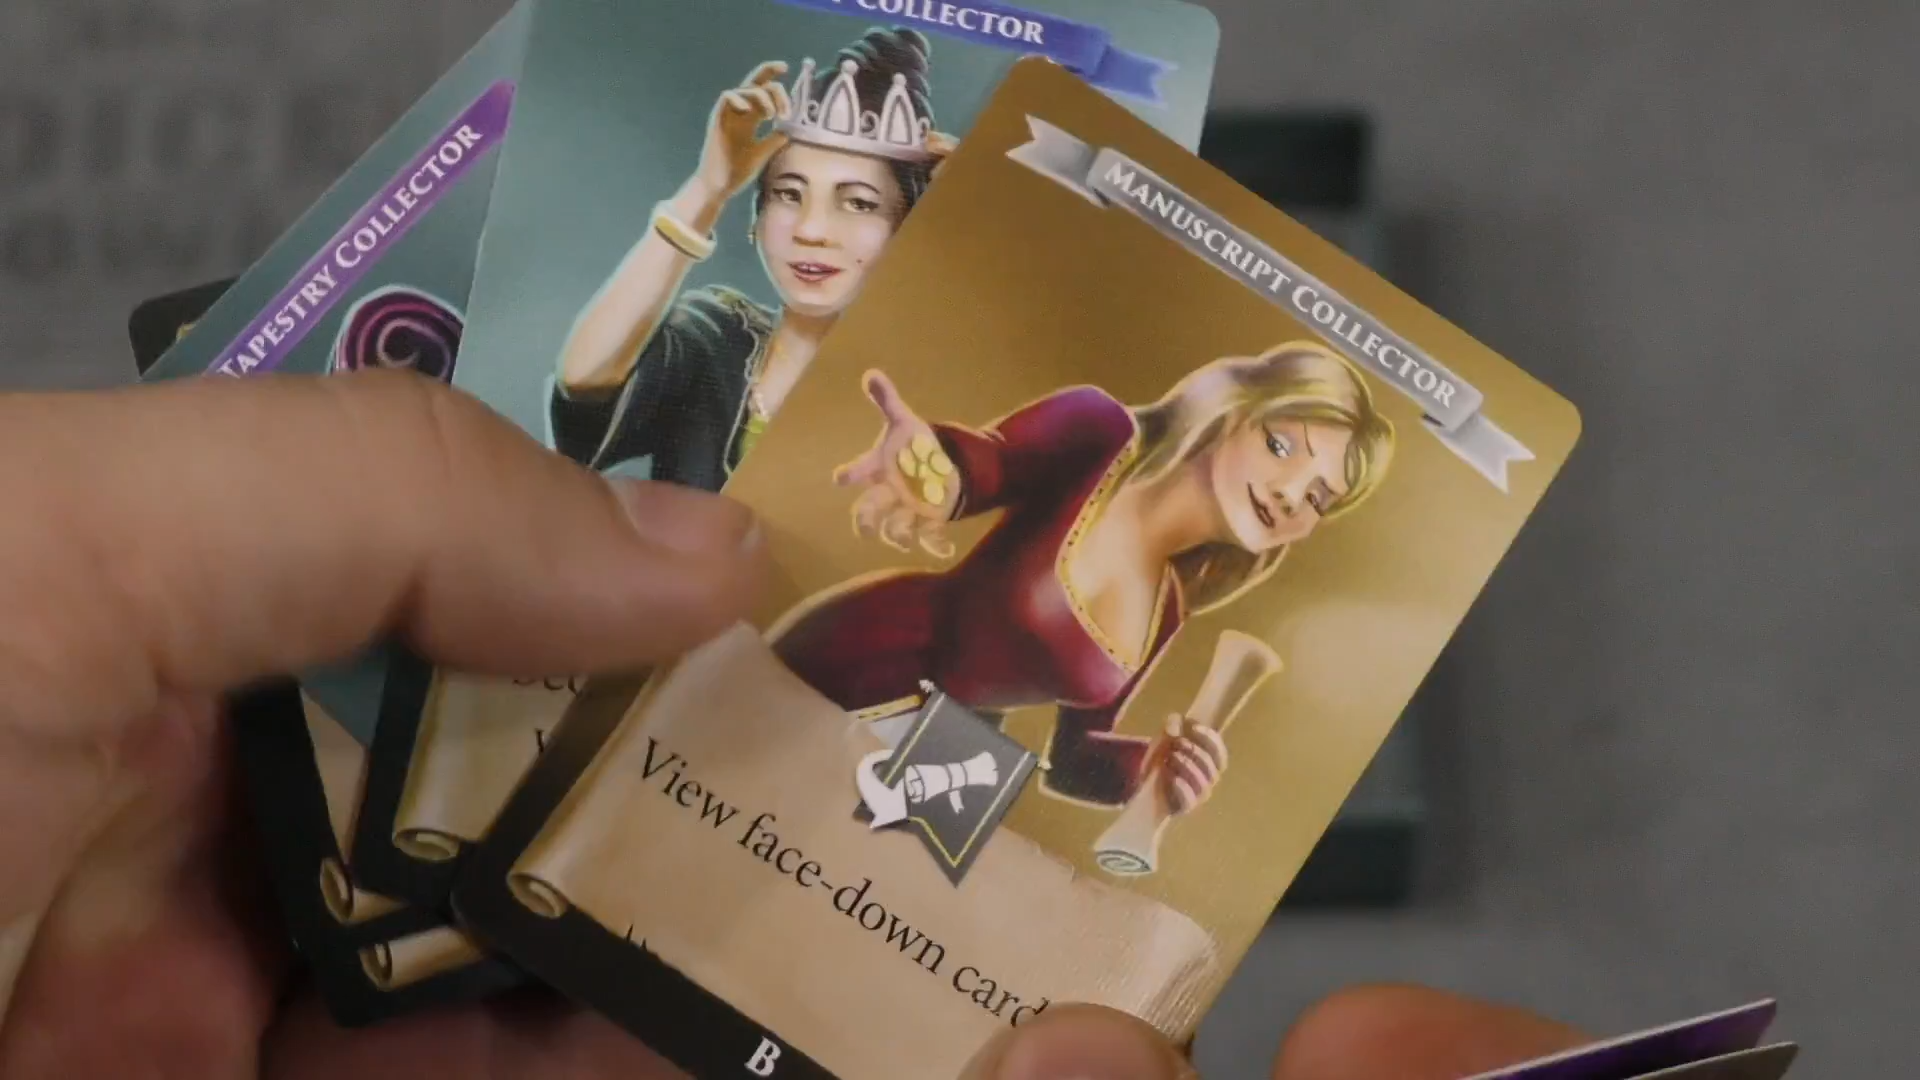 COLLECTOR
TAPESTRY COLLECTOR
MANUSCRIPT COLLECTOR
View face-down card
B